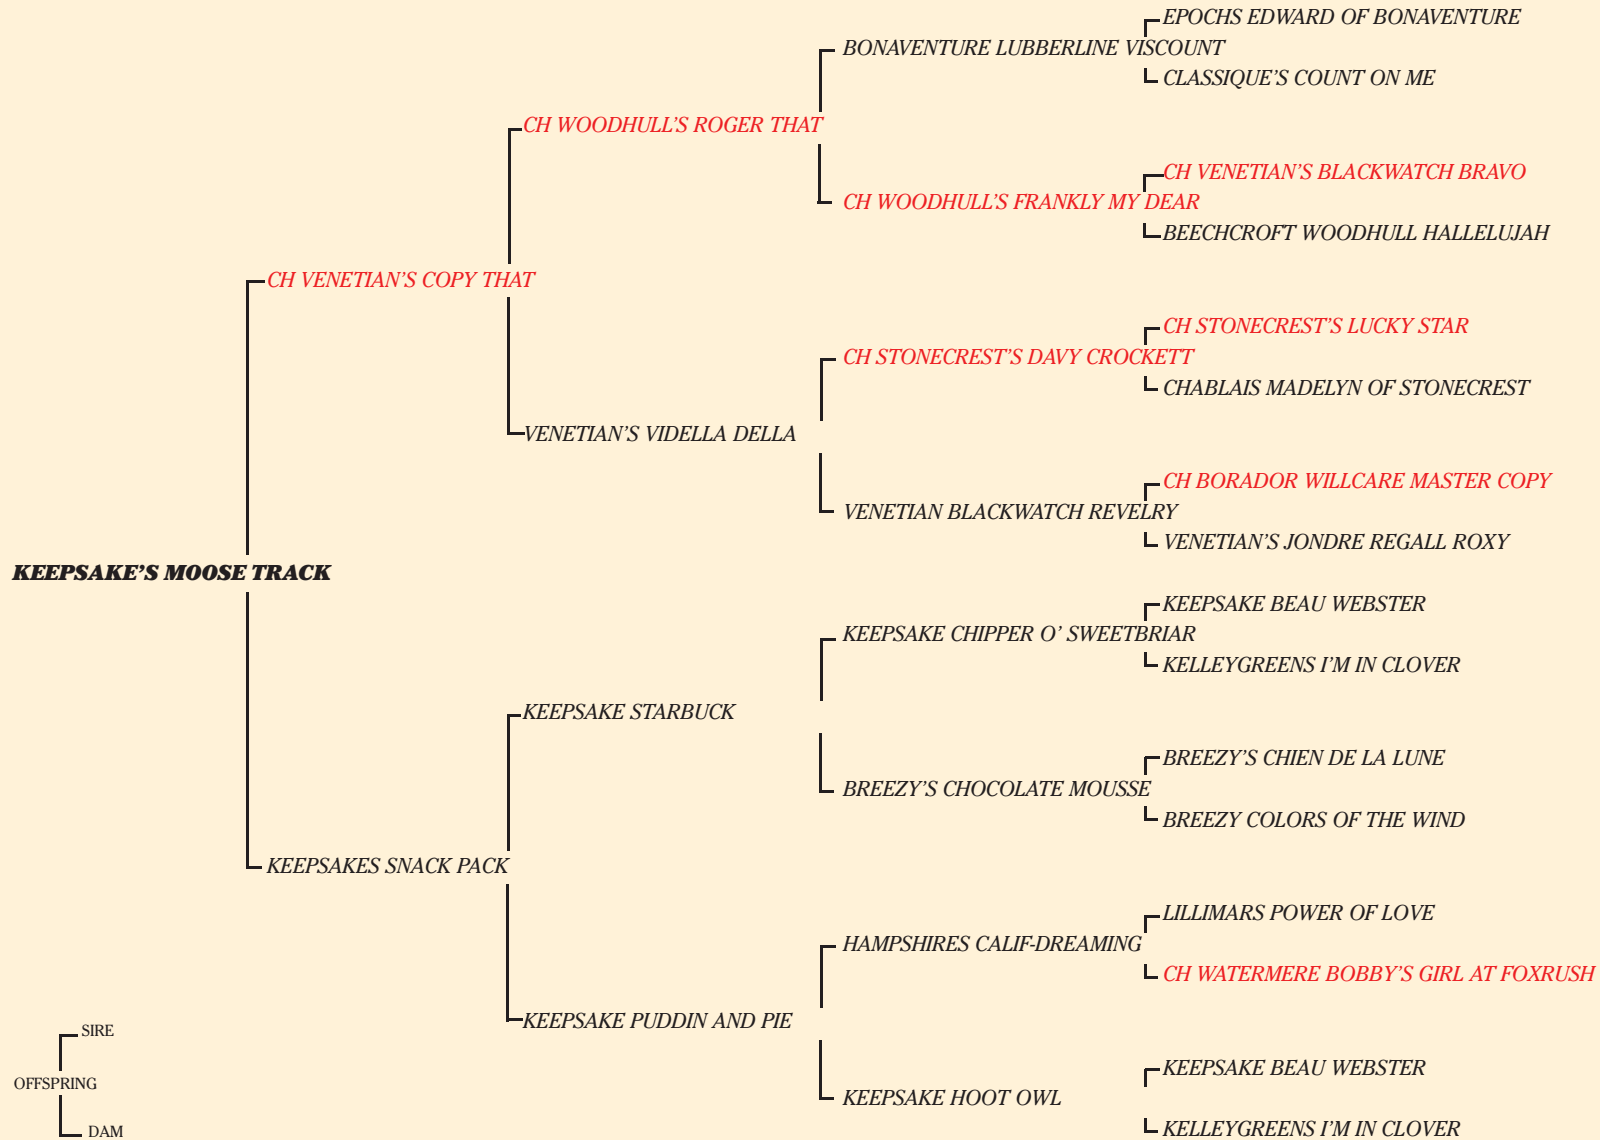 EPOCHS EDWARD OF BONAVENTURE
BONAVENTURE LUBBERLINE VISCOUNT
CLASSIQUE’S COUNT ON ME
CH WOODHULL’S ROGER THAT
CH VENETIAN’S BLACKWATCH BRAVO
CH WOODHULL’S FRANKLY MY DEAR
BEECHCROFT WOODHULL HALLELUJAH
CH VENETIAN’S COPY THAT
CH STONECREST’S LUCKY STAR
CH STONECREST’S DAVY CROCKETT
CHABLAIS MADELYN OF STONECREST
VENETIAN’S VIDELLA DELLA
CH BORADOR WILLCARE MASTER COPY
VENETIAN BLACKWATCH REVELRY
VENETIAN’S JONDRE REGALL ROXY
KEEPSAKE’S MOOSE TRACK
KEEPSAKE BEAU WEBSTER
KEEPSAKE CHIPPER O’ SWEETBRIAR
KELLEYGREENS I’M IN CLOVER
KEEPSAKE STARBUCK
BREEZY’S CHIEN DE LA LUNE
BREEZY’S CHOCOLATE MOUSSE
BREEZY COLORS OF THE WIND
KEEPSAKES SNACK PACK
LILLIMARS POWER OF LOVE
HAMPSHIRES CALIF-DREAMING
CH WATERMERE BOBBY’S GIRL AT FOXRUSH
KEEPSAKE PUDDIN AND PIE
KEEPSAKE BEAU WEBSTER
KEEPSAKE HOOT OWL
KELLEYGREENS I’M IN CLOVER
SIRE
OFFSPRING
DAM